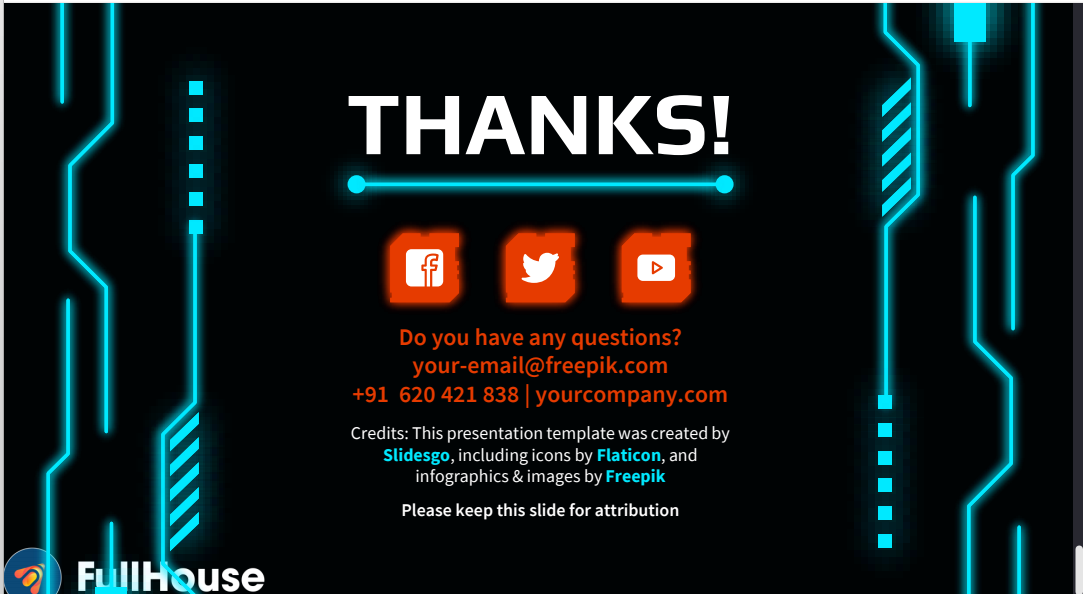 THANKS!
Do you have any questions?
your-email@freepik.com
+91  620 421 838 | yourcompany.com
Credits: This presentation template was created by
Slidesgo, including icons by Flaticon, and
infographics & images by Freepik
Please keep this slide for attribution
FullHouse